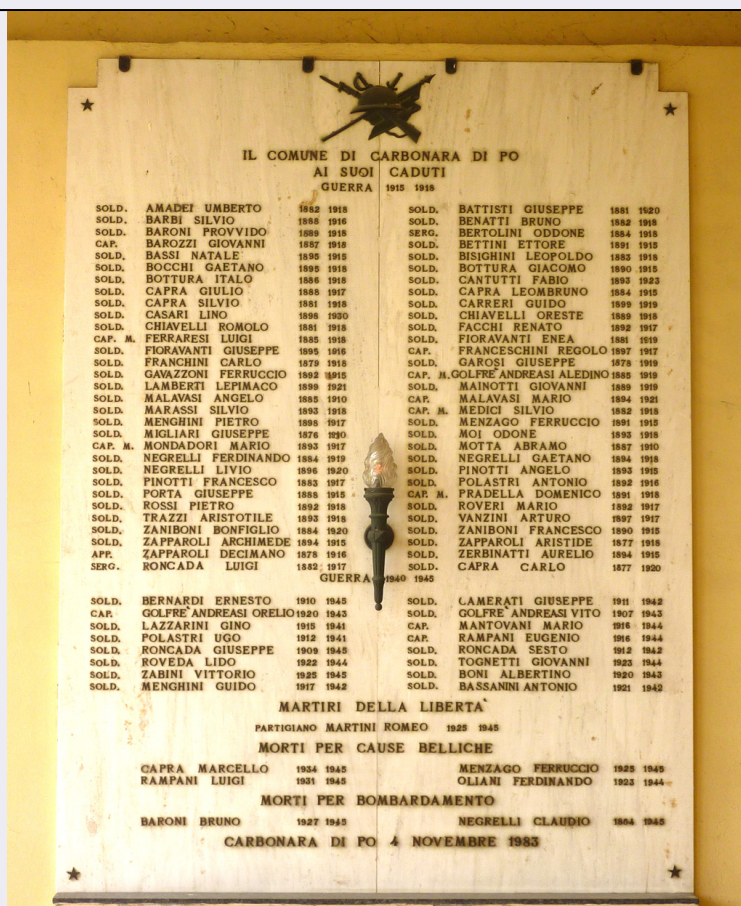 IL COMUNE DI CARBONARA DI PO
AI SUOI CADUTI
GUERRA 1915 1918
SOLD. AMADEI UMBERTO 1882 1918
SOLD. BARBI SILVIO 1888 1916
SOLD. BARONI PROVVIDO 1889 1918
CAP. BAROZZI GIOVANNI 1887 1918
SOLD. BASSI NATALE 1895 1915
SOLD. BOCCHI GAETANO 1895 1918
SOLD. BOTTURA ITALO 1886 1918
SOLD. CAPRA GIULIO 1888 1917
SOLD. CAPRA SILVIO 1881 1918
SOLD. CASARI LINO 1898 1930
SOLD. CHIAVELLI ROMOLO 1881 1918
CAP. M. FERRARESI LUIGI 1885 1918
SOLD. FIORAVANTI GIUSEPPE 1895 1916
SOLD. FRANCHINI CARLO 1879 1918
SOLD. GAVAZZONI FERRUCCIO 1892 1915
SOLD. LAMBERTI LEPIMACO 1899 1921
SOLD. MALAVASI ANGELO 1885 1910
SOLD. MARASSI SILVIO 1893 1918
SOLD. MENGHINI PIETRO 1898 1917
SOLD. MIGLIARI GIUSEPPE 1876
CAP. M. MONDADORI MARIO 1893 1917
SOLD. NEGRELLI FERDINANDO 1884 1919
SOLD. NEGRELLI LIVIO 1896 1920
SOLD. PINOTTI FRANCESCO 1883 1917
SOLD. PORTA GIUSEPPE 1888 1915
SOLD. ROSSI PIETRO 1892 1918
SOLD. TRAZZI ARISTOTILE 1893 1918
SOLD. ZANIBONI BONFIGLIO 1884 1920
SOLD. ZAPPAROLI ARCHIMEDE 1894 1915
APP. ZAPPAROLI DECIMANO 1878 1916
SERG. RONCADA LUIGI 1882 1917
SOLD. BATTISTI GIUSEPPE 1881 1920
SOLD. BENATTI BRUNO 1882 1918
SERG. BERTOLINI ODDONE 1884 1918
SOLD. BETTINI ETTORE 1891 1915
SOLD. BISIGHINI LEOPOLDO 1883 1918
SOLD. BOTTURA GIACOMO 1890 1915
SOLD. CANTUTTI FABIO 1893 1923
SOLD. CAPRA LEOMBRUNO 1884 1915
SOLD. CARRERI GUIDO 1899 1919
SOLD. CHIAVELLI ORESTE 1889 1918
SOLD. FACCHI RENATO 1892 1917
SOLD. FIORAVANTI ENEA 1881 1919
CAP. FRANCESCHINI REGOLO 1897 1917
SOLD. GAROSI GIUSEPPE 1878 1919
CAP. M. GOLFRE' ANDREASI ALEDINO 1885 1919
SOLD. MAINOTTI GIOVANNI 1889 1919
CAP. MALAVASI MARIO 1894 1921
CAP. M. MEDICI SILVIO 1882 1918
SOLD. MENZAGO FERRUCCIO 1891 1915
SOLD. MOI ODONE 1893 1918
SOLD. MOTTA ABRAMO 1887 1910
SOLD. NEGRELLI GAETANO 1894 1918
SOLD. PINOTTI ANGELO 1893 1915
SOLD. POLASTRI ANTONIO 1892 1916
CAP. M. PRADELLA DOMENICO 1891 1918
SOLD. ROVERI MARIO 1892 1917
SOLD. VANZINI ARTURO 1897 1917
SOLD. ZANIBONI FRANCESCO 1890 1915
SOLD. ZAPPAROLI ARISTIDE 1877 1918
SOLD. ZERBINATTI AURELIO 1894 1915
SOLD. CAPRA CARLO 1877 1920
GUERRA 1940 1945
SOLD. BERNARDI ERNESTO 1910 1945
CAP. GOLFRE' ANDREASI ORELIO 1920 1943
SOLD. LAZZARINI GINO 1915 1941
SOLD. POLASTRI UGO 1912 1941
SOLD. RONCADA GIUSEPPE 1909 1945
SOLD. ROVEDA LIDO 1922 1944
SOLD. ZABINI VITTORIO 1925 1945
SOLD. MENGHINI GUIDO 1917 1942
SOLD. LAMERATI GIUSEPPE 1911 1942
SOLD. GOLFRE' ANDREASI VITO 1907 1943
CAP. MANTOVANI MARIO 1916 1944
CAP. RAMPANI EUGENIO 1916 1944
SOLD. RONCADA SESTO 1912 1942
SOLD. TOGNETTI GIOVANNI 1923 1944
SOLD. BONI ALBERTINO 1920 1943
SOLD. BASSANINI ANTONIO 1921 1942
MARTIRI DELLA LIBERTA'
PARTIGIANO MARTINI ROMEO 1925 1945
MORTI PER CAUSE BELLICHE
CAPRA MARCELLO 1934 1945
RAMPANI LUIGI 1931 1945
MENZAGO FERRUCCIO 1925 1945
OLIANI FERDINANDO 1923 1944
MORTI PER BOMBARDAMENTO
BARONI BRUNO 1927 1945
NEGRELLI CLAUDIO 1884 1945
CARBONARA DI PO 4 NOVEMBRE 1983